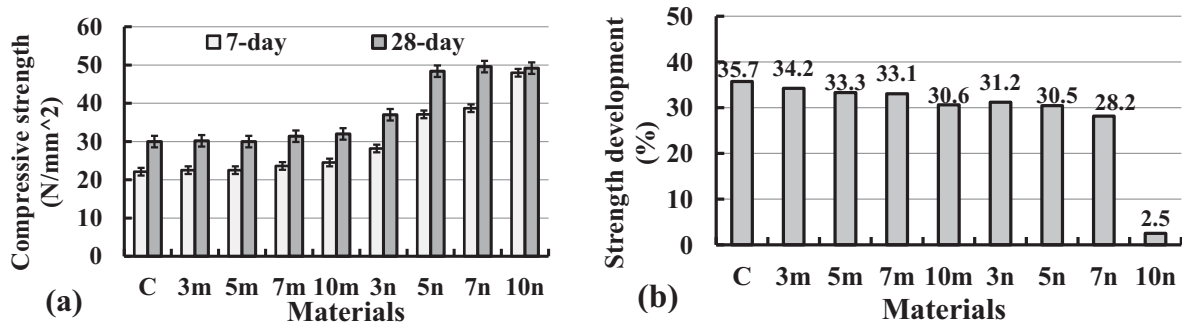 Compressive strength
(N/mm^2)
60
50
40
30
20
10
0
7-day 28-day
C 3m 5m 7m 10m 3n 5n 7n 10n
Materials
(a)
Strength development
(%)
50
40
30
20
10
0
35.7 34.2 33.3 33.1 30.6 31.2 30.5 28.2 2.5
C 3m 5m 7m 10m 3n 5n 7n 10n
Materials
(b)